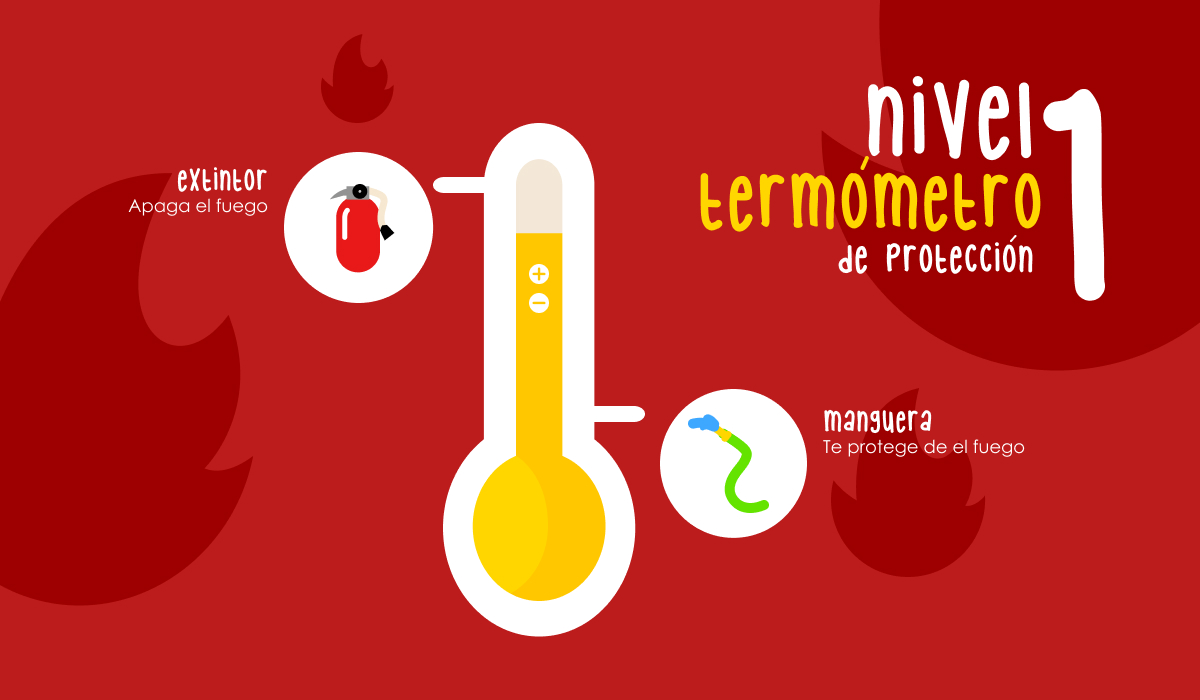 nivel 1
termómetro
de Protección
extintor
Apaga el fuego
manguera
Te protege de el fuego